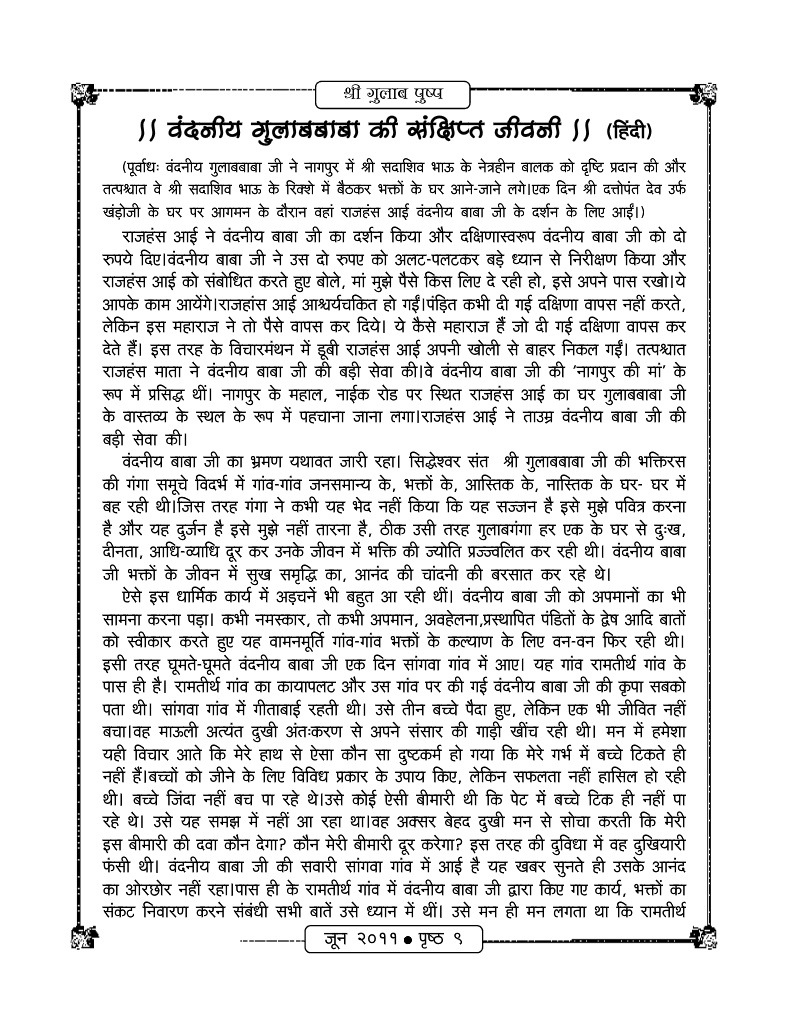 श्री गुलाब पुष्प
।। वंदनीय गुलाबबाबा की संक्षिप्त जीवनी ।। (हिंदी)
(पूर्वाधः वंदनीय गुलाबबाबा जी ने नागपुर में श्री सदाशिव भाऊ के नेत्रहीन बालक को दृष्टि प्रदान की और
तत्पश्चात वे श्री सदाशिव भाऊ के रिक्शे में बैठकर भक्तों के घर आने-जाने लगे।एक दिन श्री दत्तोपंत देव उर्फ
खंड़ोजी के घर पर आगमन के दौरान वहां राजहंस आई वंदनीय बाबा जी के दर्शन के लिए आईं।)
राजहंस आई ने वंदनीय बाबा जी का दर्शन किया और दक्षिणास्वरूप वंदनीय बाबा जी को दो
रुपये दिए।वंदनीय बाबा जी ने उस दो रुपए को अलट-पलटकर बड़े ध्यान से निरीक्षण किया और
राजहंस आई को संबोधित करते हुए बोले, मां मुझे पैसे किस लिए दे रही हो, इसे अपने पास रखो।ये
आपके काम आयेंगे।राजहांस आई आश्चर्यचकित हो गईं।पंड़ित कभी दी गई दक्षिणा वापस नहीं करते,
लेकिन इस महाराज ने तो पैसे वापस कर दिये। ये कैसे महाराज हैं जो दी गई दक्षिणा वापस कर
देते हैं। इस तरह के विचारमंथन में डूबी राजहंस आई अपनी खोली से बाहर निकल गईं। तत्पश्चात
राजहंस माता ने वंदनीय बाबा जी की बड़ी सेवा की।वे वंदनीय बाबा जी की 'नागपुर की मां' के
रूप में प्रसिद्ध थीं। नागपुर के महाल, नाईक रोड पर स्थित राजहंस आई का घर गुलाबबाबा जी
के वास्तव्य के स्थल के रूप में पहचाना जाना लगा।राजहंस आई ने ताउम्र वंदनीय बाबा जी की
बड़ी सेवा की।
वंदनीय बाबा जी का भ्रमण यथावत जारी रहा। सिद्धेश्वर संत श्री गुलाबबाबा जी की भक्तिरस
की गंगा समूचे विदर्भ में गांव-गांव जनसमान्य के, भक्तों के, आस्तिक के, नास्तिक के घर- घर में
बह रही थी।जिस तरह गंगा ने कभी यह भेद नहीं किया कि यह सज्जन है इसे मुझे पवित्र करना
है और यह दुर्जन है इसे मुझे नहीं तारना है, ठीक उसी तरह गुलाबगंगा हर एक के घर से दुःख,
दीनता, आधि-व्याधि दूर कर उनके जीवन में भक्ति की ज्योति प्रज्ज्वलित कर रही थी। वंदनीय बाबा
जी भक्तों के जीवन में सुख समृद्धि का, आनंद की चांदनी की बरसात कर रहे थे।
ऐसे इस धार्मिक कार्य में अड़चनें भी बहुत आ रही थीं। वंदनीय बाबा जी को अपमानों का भी
सामना करना पड़ा। कभी नमस्कार, तो कभी अपमान, अवहेलना,प्रस्थापित पंडितों के द्वेष आदि बातों
को स्वीकार करते हुए यह वामनमूर्ति गांव-गांव भक्तों के कल्याण के लिए वन-वन फिर रही थी।
इसी तरह घूमते-घूमते वंदनीय बाबा जी एक दिन सांगवा गांव में आए। यह गांव रामतीर्थ गांव के
पास ही है। रामतीर्थ गांव का कायापलट और उस गांव पर की गई वंदनीय बाबा जी की कृपा सबको
पता थी। सांगवा गांव में गीताबाई रहती थी। उसे तीन बच्चे पैदा हुए, लेकिन एक भी जीवित नहीं
बचा।वह माऊली अत्यंत दुखी अंतःकरण से अपने संसार की गाड़ी खींच रही थी। मन में हमेशा
यही विचार आते कि मेरे हाथ से ऐसा कौन सा दुष्टकर्म हो गया कि मेरे गर्भ में बच्चे टिकते ही
नहीं हैं।बच्चों को जीने के लिए विविध प्रकार के उपाय किए, लेकिन सफलता नहीं हासिल हो रही
थी। बच्चे जिंदा नहीं बच पा रहे थे।उसे कोई ऐसी बीमारी थी कि पेट में बच्चे टिक ही नहीं पा
रहे थे। उसे यह समझ में नहीं आ रहा था।वह अक्सर बेहद दुखी मन से सोचा करती कि मेरी
इस बीमारी की दवा कौन देगा? कौन मेरी बीमारी दूर करेगा? इस तरह की दुविधा में वह दुखियारी
फंसी थी। वंदनीय बाबा जी की सवारी सांगवा गांव में आई है यह खबर सुनते ही उसके आनंद
का ओरछोर नहीं रहा।पास ही के रामतीर्थ गांव में वंदनीय बाबा जी द्वारा किए गए कार्य, भक्तों का
संकट निवारण करने संबंधी सभी बातें उसे ध्यान में थीं। उसे मन ही मन लगता था कि रामतीर्थ
जून २०११ ● पृष्ठ ९